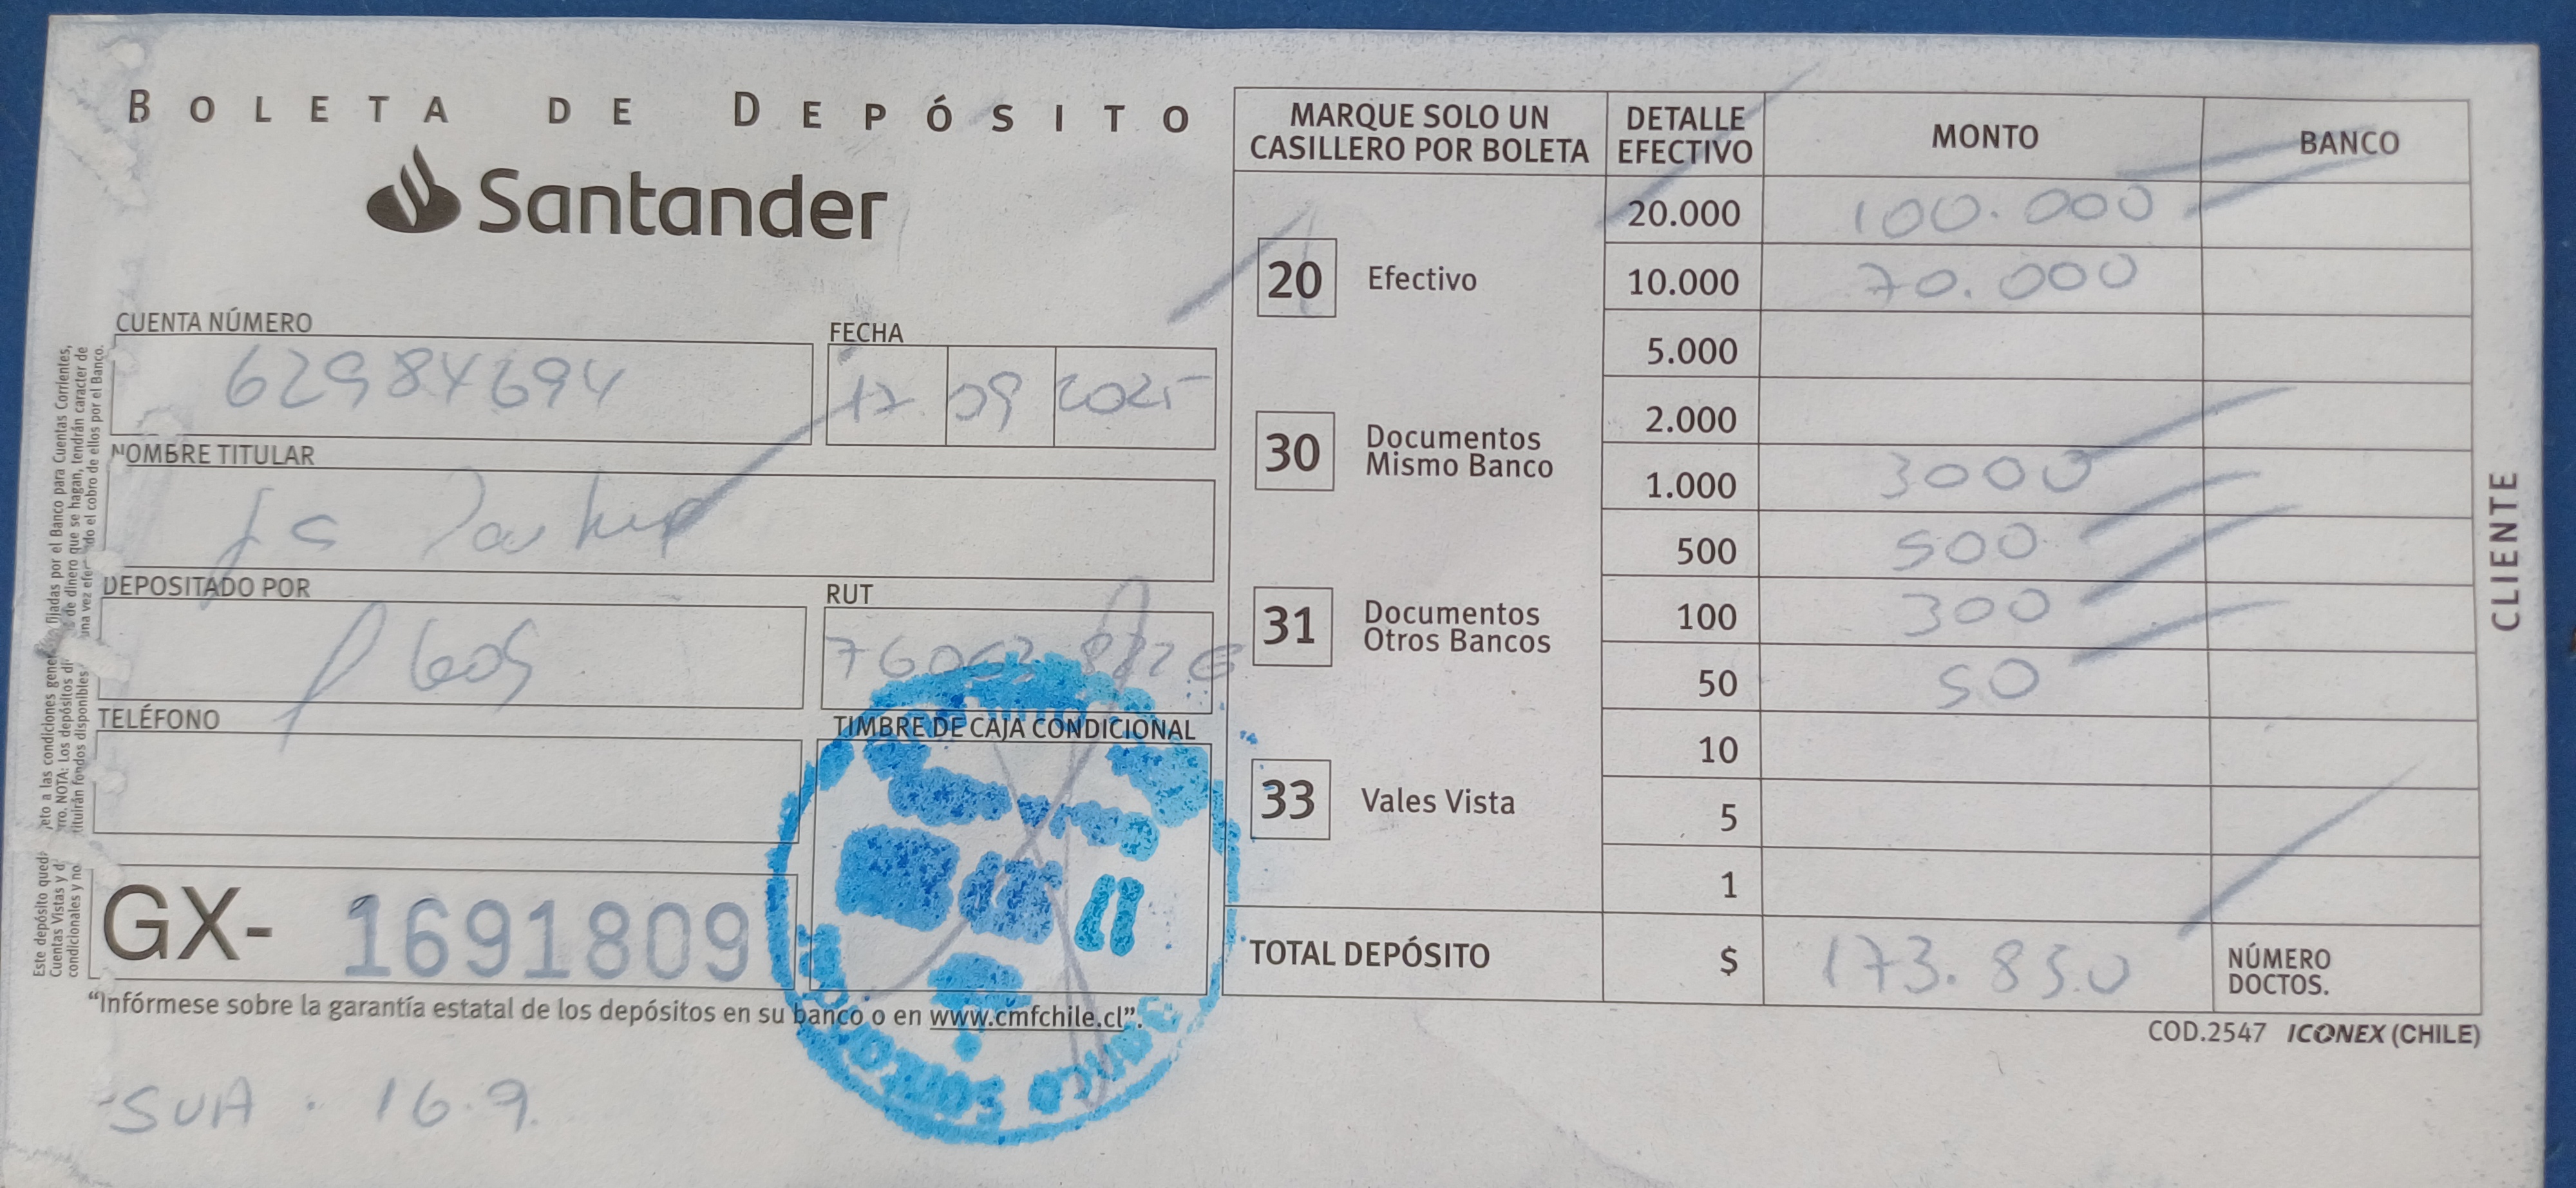 BOLETA DE DEPÓSITO
Santander
CUENTA NÚMERO
62984694
FECHA
17 09 2025
NOMBRE TITULAR
DEPOSITADO POR
RUT
TELÉFONO
TIMBRE DE CAJA CONDICIONAL
GX- 1691809
"Infórmese sobre la garantía estatal de los depósitos en su banco o en www.cmfchile.cl".
SUA . 16.9.
MARQUE SOLO UN
CASILLERO POR BOLETA
20 Efectivo
30 Documentos
Mismo Banco
31 Documentos
Otros Bancos
33 Vales Vista
DETALLE
EFECTIVO
MONTO
BANCO
20.000 100.000
10.000 70.000
5.000
2.000
1.000 3000
500 500
100 300
50 50
10
5
1
TOTAL DEPÓSITO $ 173.850
NÚMERO
DOCTOS.
COD.2547 ICONEX (CHILE)
CLIENTE